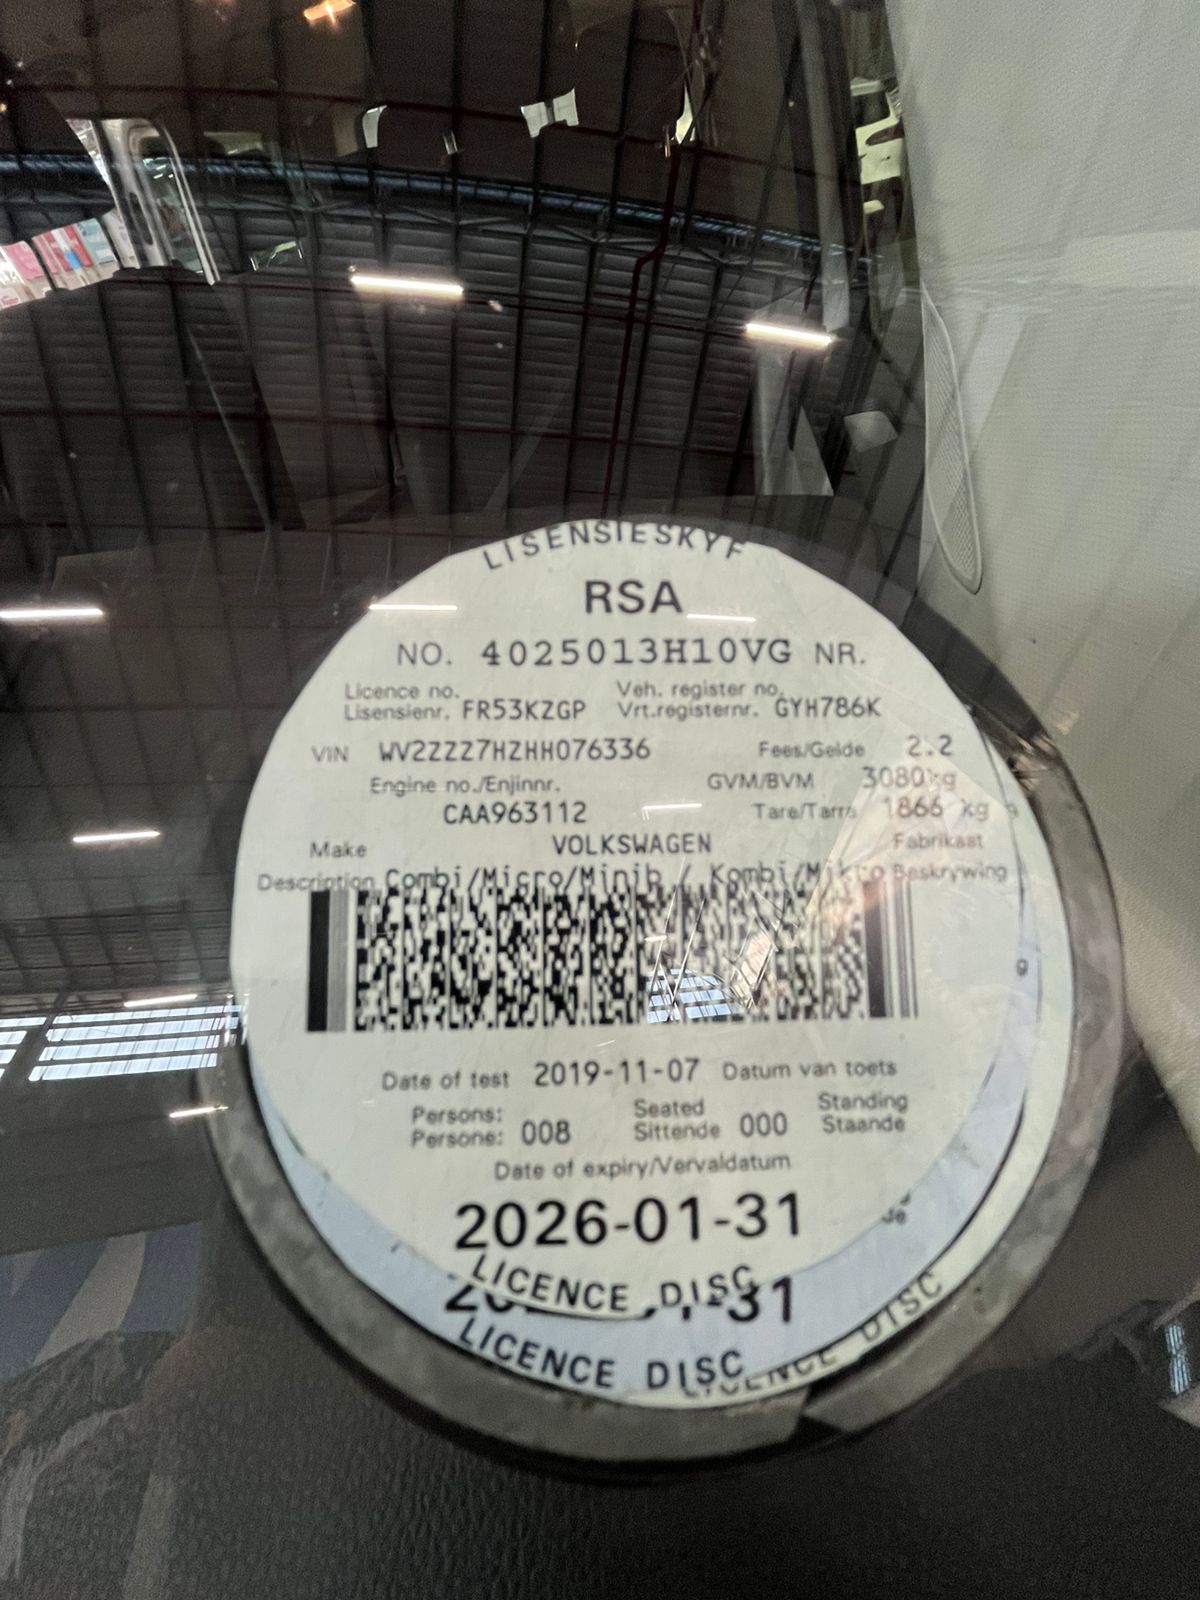 LISENSIESKYF
RSA
NO. 4025013H10VG NR.
Licence no. Veh. register no.
Lisensienr. FR53KZGP Vrt.registernr. GYH786K
VIN WV2ZZZ7HZHH076336 Fees/Gelde 2.2
Engine no./Enjinnr. GVM/BVM 3080kg
CAA963112 Tare/Tarra 1866 kg
Make VOLKSWAGEN Fabrikaat
Description Combi/Micro/Minib / Kombi/Mikro Beskrywing
Date of test 2019-11-07 Datum van toets
Persons: Seated Standing
Persone: 008 Sittende 000 Staande
Date of expiry/Vervaldatum
2026-01-31
LICENCE DISC
-31
LICENCE DISC
LICENCE DISC